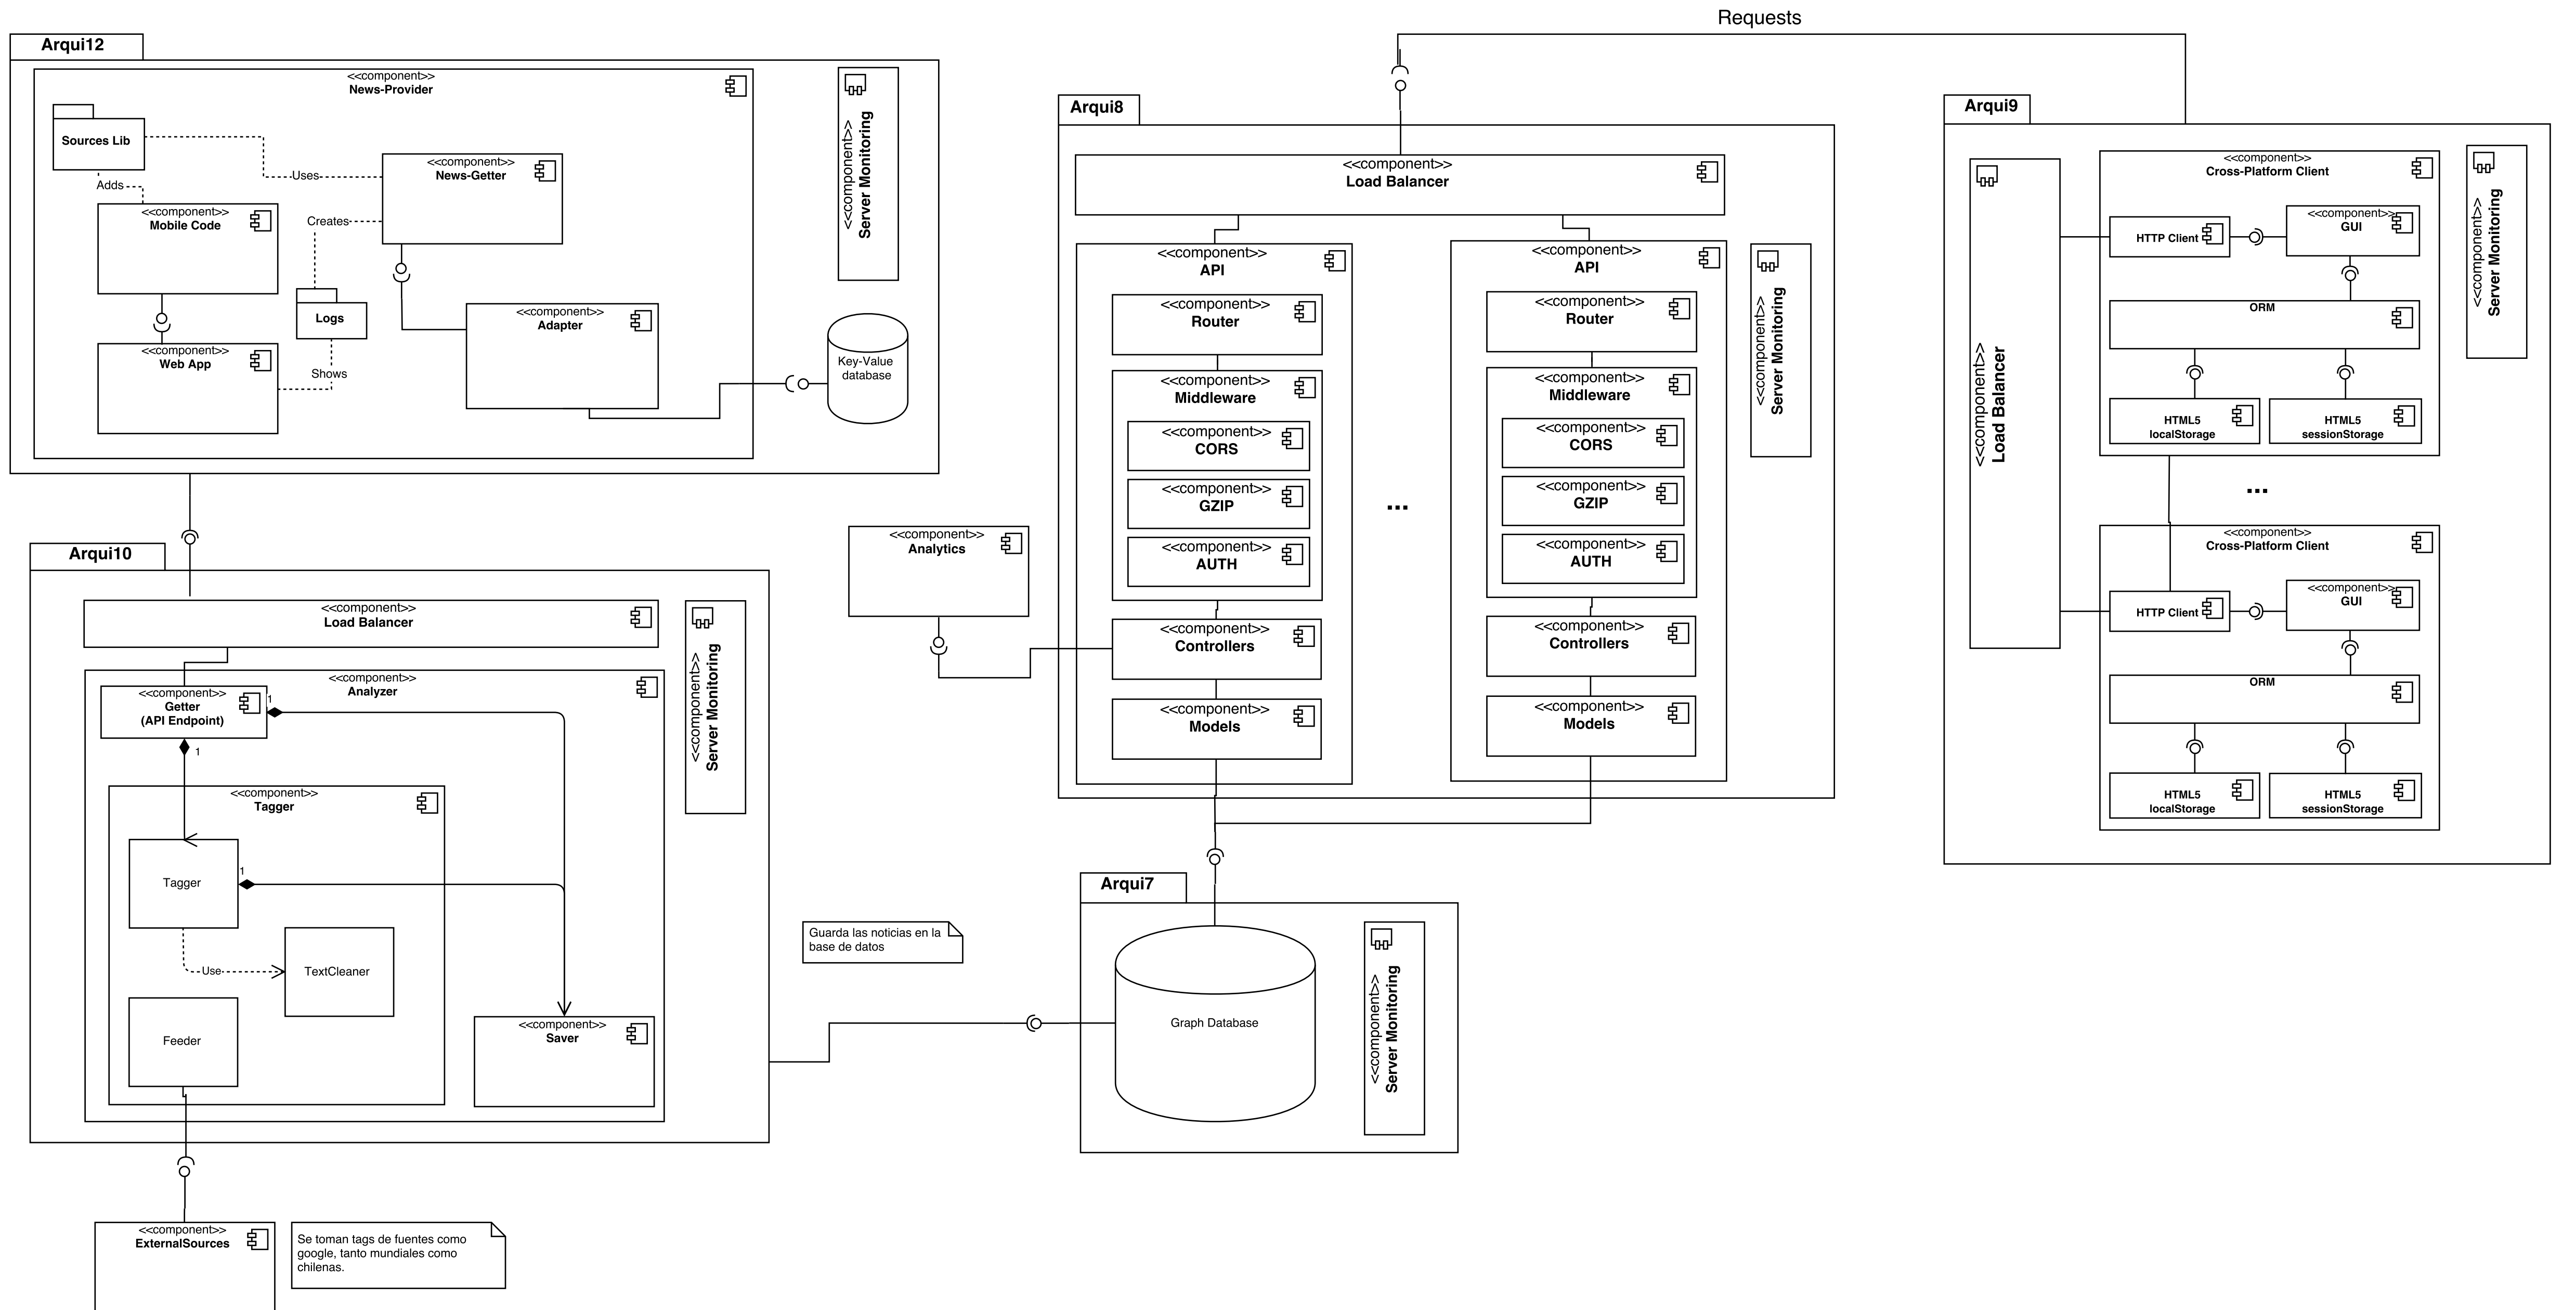 Requests
Arqui12
<<component>>
News-Provider
Sources Lib
Uses
Adds
<<component>>
News-Getter
<<component>>
Mobile Code
Creates
Logs
<<component>>
Web App
Shows
<<component>>
Adapter
<<component>>
Server Monitoring
Key-Value
database
Arqui10
<<component>>
Load Balancer
<<component>>
Analyzer
<<component>>
Getter
(API Endpoint)
1
1
<<component>>
Tagger
Tagger
1
Use
TextCleaner
Feeder
<<component>>
Saver
<<component>>
Server Monitoring
<<component>>
ExternalSources
Se toman tags de fuentes como
google, tanto mundiales como
chilenas.
Guarda las noticias en la
base de datos
<<component>>
Analytics
Arqui8
<<component>>
Load Balancer
<<component>>
API
<<component>>
Router
<<component>>
Middleware
<<component>>
CORS
<<component>>
GZIP
<<component>>
AUTH
<<component>>
Controllers
<<component>>
Models
...
<<component>>
API
<<component>>
Router
<<component>>
Middleware
<<component>>
CORS
<<component>>
GZIP
<<component>>
AUTH
<<component>>
Controllers
<<component>>
Models
<<component>>
Server Monitoring
Arqui7
Graph Database
<<component>>
Server Monitoring
Arqui9
<<component>>
Load Balancer
<<component>>
Cross-Platform Client
HTTP Client
<<component>>
GUI
ORM
HTML5
localStorage
HTML5
sessionStorage
...
<<component>>
Cross-Platform Client
HTTP Client
<<component>>
GUI
ORM
HTML5
localStorage
HTML5
sessionStorage
<<component>>
Server Monitoring